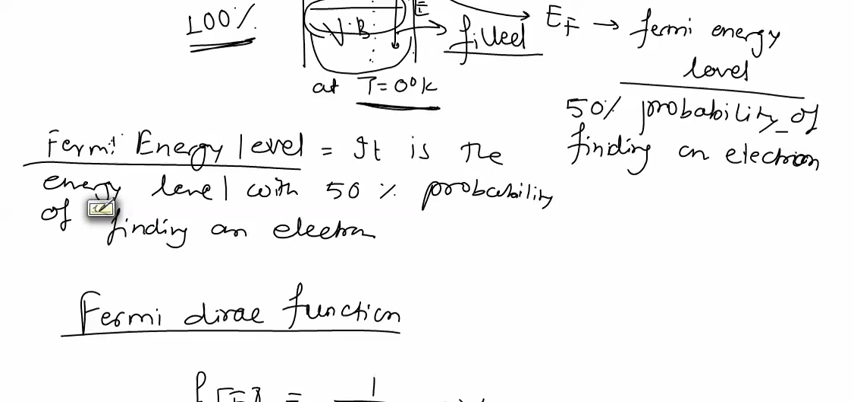 100%
V.B
E
filled
at T=0°k
EF → fermi energy
level
50% probability of
finding an electron
Fermi Energy level = It is the
energy level with 50 % probability
of finding an electron
Fermi dirac function
f[E] = 1